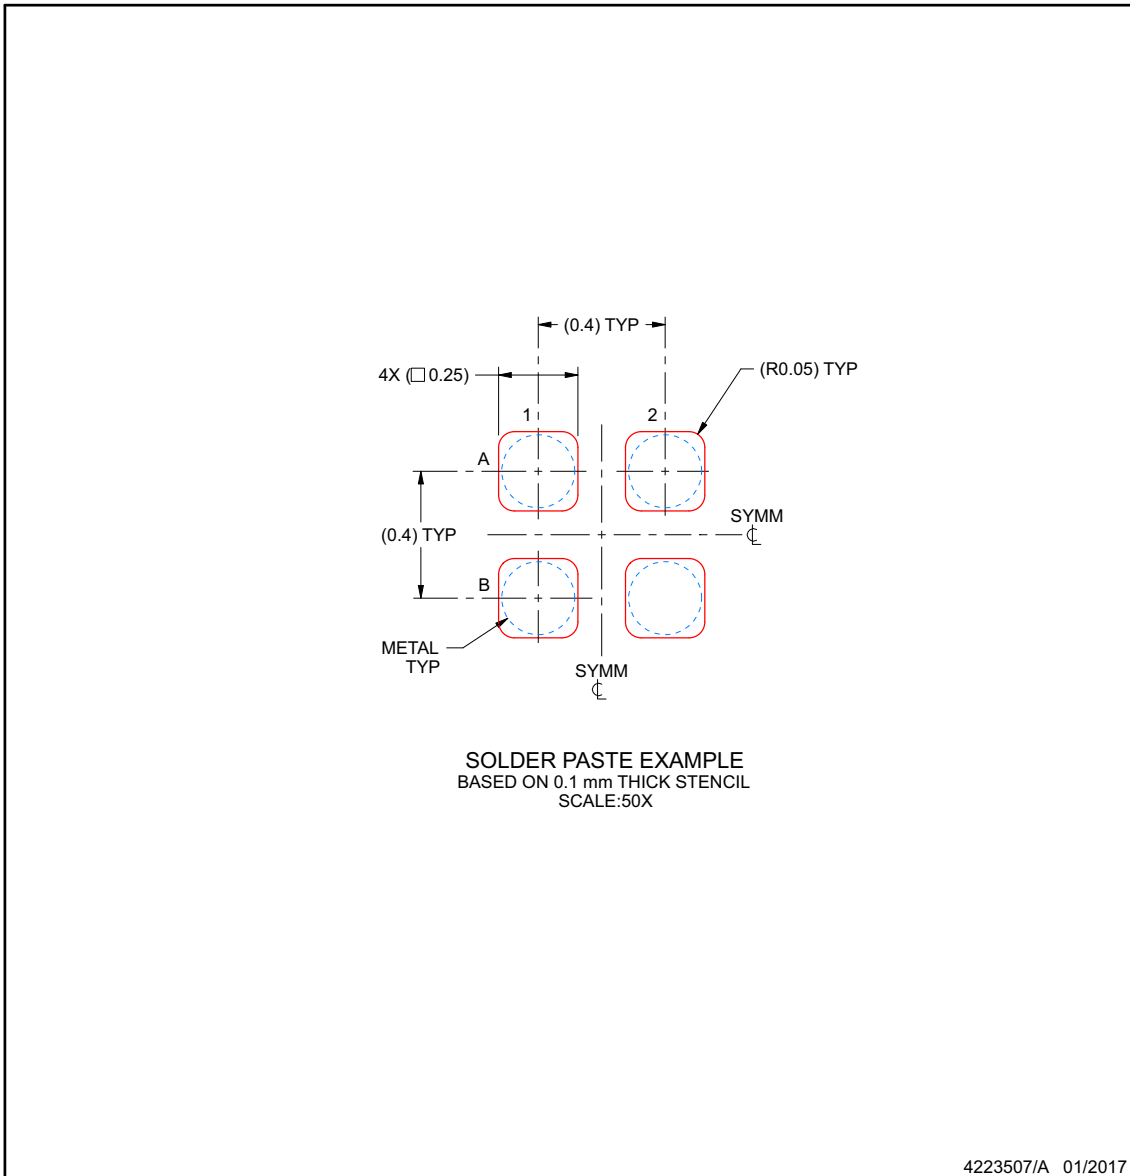 (0.4) TYP
4X (□ 0.25)
(R0.05) TYP
1
2
A
SYMM
℄
(0.4) TYP
B
METAL
TYP
SYMM
℄
SOLDER PASTE EXAMPLE
BASED ON 0.1 mm THICK STENCIL
SCALE:50X
4223507/A 01/2017